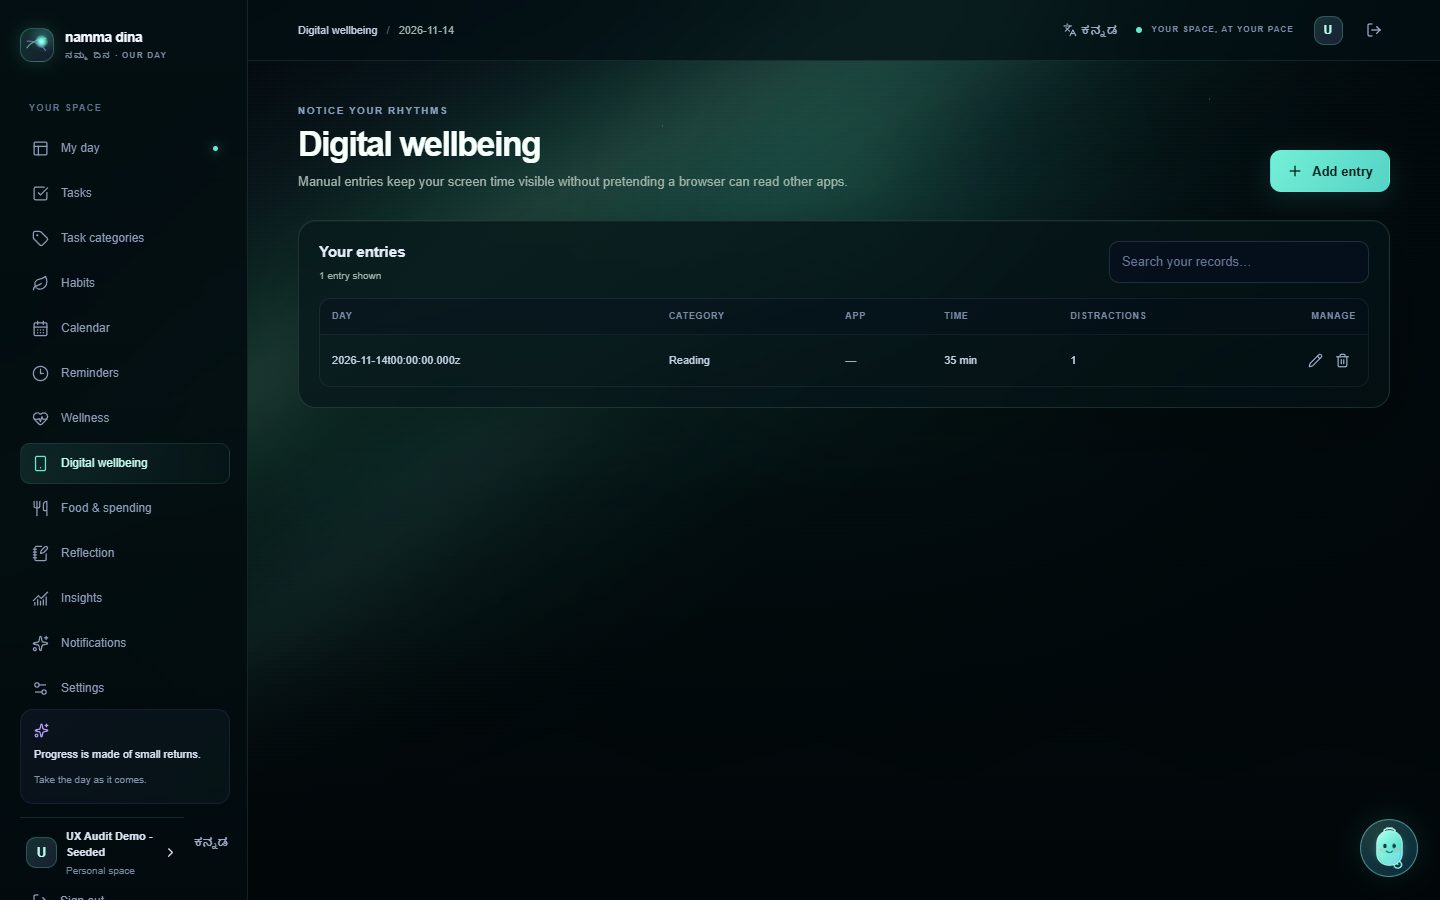 namma dina
ನಮ್ಮ ದಿನ · OUR DAY
YOUR SPACE
My day
Tasks
Task categories
Habits
Calendar
Reminders
Wellness
Digital wellbeing
Food & spending
Reflection
Insights
Notifications
Settings
Progress is made of small returns.
Take the day as it comes.
U
UX Audit Demo -
Seeded
Personal space
ಕನ್ನಡ
Sign out
Digital wellbeing / 2026-11-14
ಕನ್ನಡ
YOUR SPACE, AT YOUR PACE
U
NOTICE YOUR RHYTHMS
Digital wellbeing
Manual entries keep your screen time visible without pretending a browser can read other apps.
Add entry
Your entries
1 entry shown
Search your records...
DAY CATEGORY APP TIME DISTRACTIONS MANAGE
2026-11-14t00:00:00.000z Reading — 35 min 1